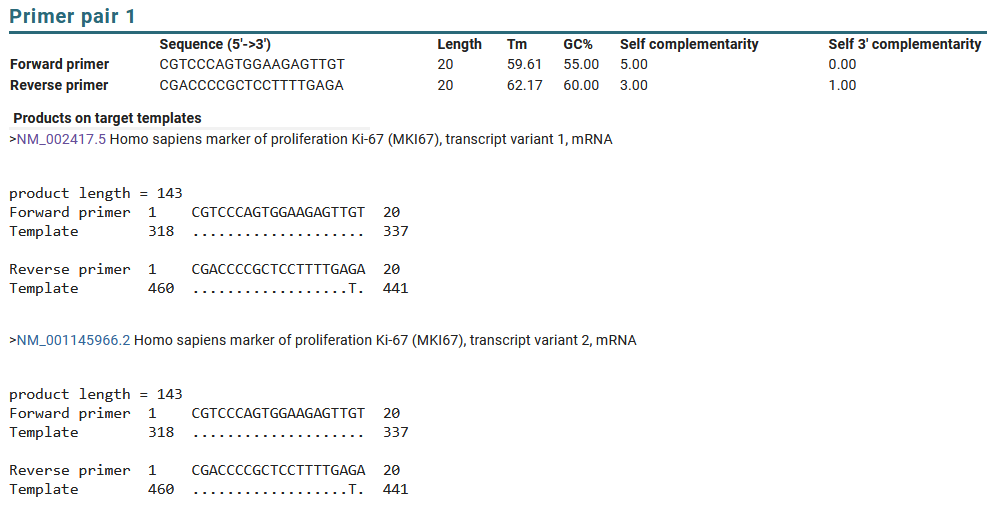 Primer pair 1
Sequence (5'->3') Length Tm GC% Self complementarity Self 3' complementarity
Forward primer CGTCCCAGTGGAAGAGTTGT 20 59.61 55.00 5.00 0.00
Reverse primer CGACCCCGCTCCTTTTGAGA 20 62.17 60.00 3.00 1.00
Products on target templates
>NM_002417.5 Homo sapiens marker of proliferation Ki-67 (MKI67), transcript variant 1, mRNA
product length = 143
Forward primer 1 CGTCCCAGTGGAAGAGTTGT 20
Template 318 .................... 337
Reverse primer 1 CGACCCCGCTCCTTTTGAGA 20
Template 460 ..................T. 441
>NM_001145966.2 Homo sapiens marker of proliferation Ki-67 (MKI67), transcript variant 2, mRNA
product length = 143
Forward primer 1 CGTCCCAGTGGAAGAGTTGT 20
Template 318 .................... 337
Reverse primer 1 CGACCCCGCTCCTTTTGAGA 20
Template 460 ..................T. 441